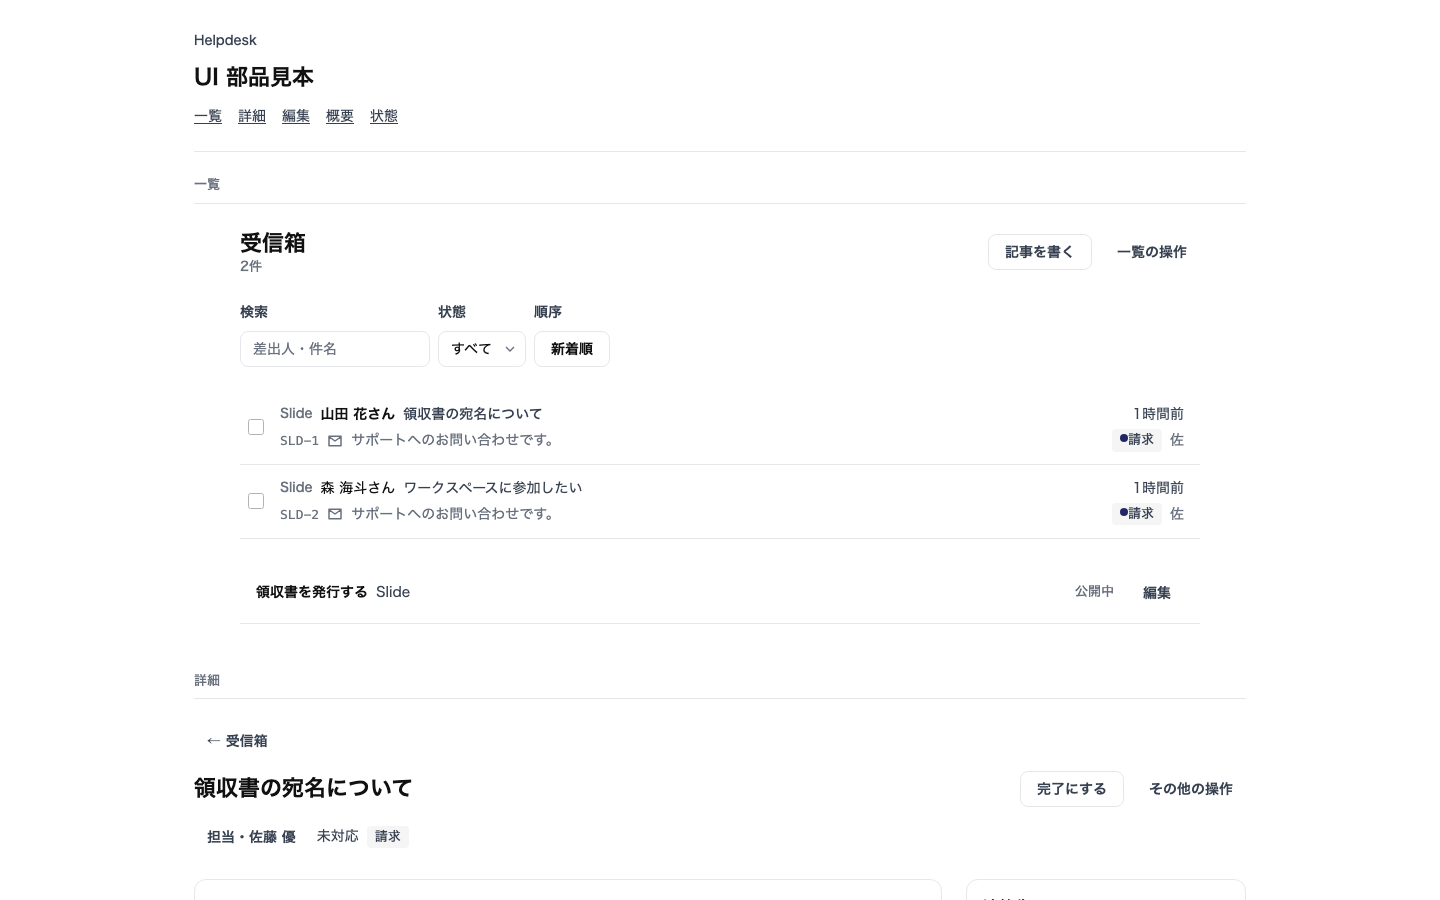 Helpdesk
UI 部品見本
一覧 詳細 編集 概要 状態
一覧
受信箱
2件
記事を書く 一覧の操作
検索 状態 順序
差出人・件名 すべて 新着順
Slide 山田 花さん 領収書の宛名について 1時間前
SLD-1 サポートへのお問い合わせです。 請求 佐
Slide 森 海斗さん ワークスペースに参加したい 1時間前
SLD-2 サポートへのお問い合わせです。 請求 佐
領収書を発行する Slide 公開中 編集
詳細
← 受信箱
領収書の宛名について 完了にする その他の操作
担当・佐藤 優 未対応 請求